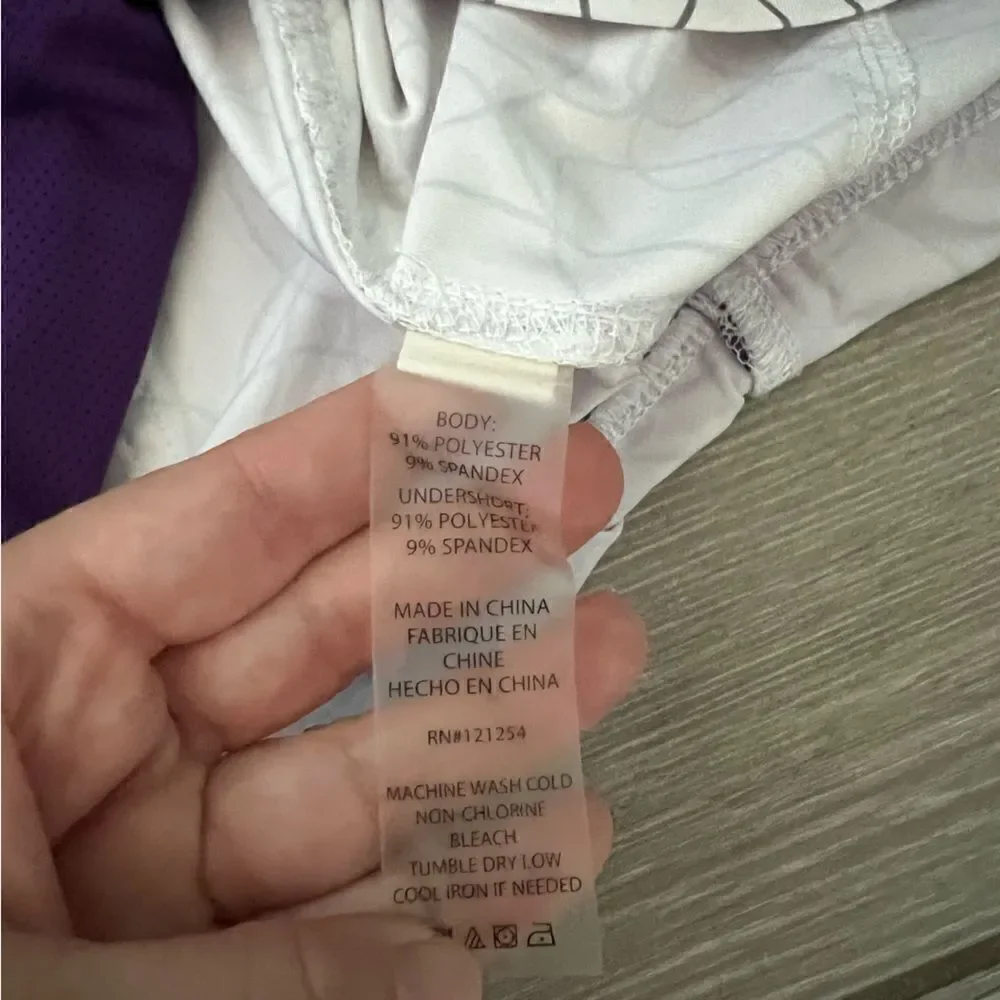 BODY:
91% POLYESTER
9% SPANDEX
UNDERSHORT:
91% POLYESTER
9% SPANDEX
MADE IN CHINA
FABRIQUE EN
CHINE
HECHO EN CHINA
RN#121254
MACHINE WASH COLD
NON-CHLORINE
BLEACH
TUMBLE DRY LOW
COOL IRON IF NEEDED